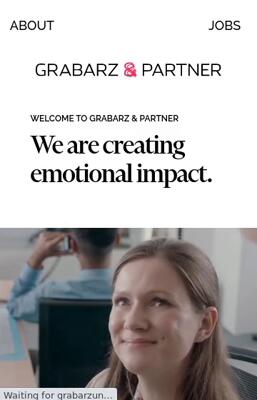 ABOUT JOBS
GRABARZ & PARTNER
WELCOME TO GRABARZ & PARTNER
We are creating
emotional impact.
Waiting for grabarzun...